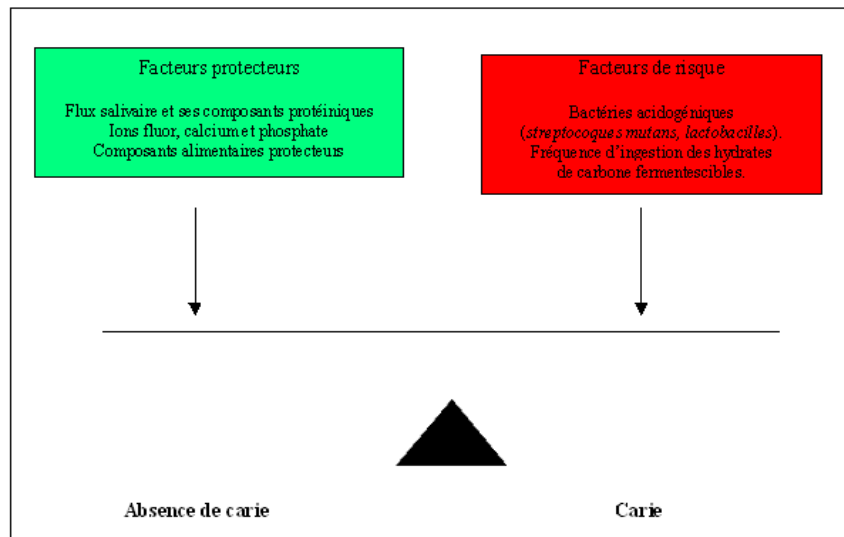 Facteurs protecteurs
Flux salivaire et ses composants protéiniques
Ions fluor, calcium et phosphate
Composants alimentaires protecteurs
Facteurs de risque
Bactéries acidogéniques
(streptocoques mutans, lactobacilles).
Fréquence d'ingestion des hydrates
de carbone fermentescibles.
Absence de carie
Carie